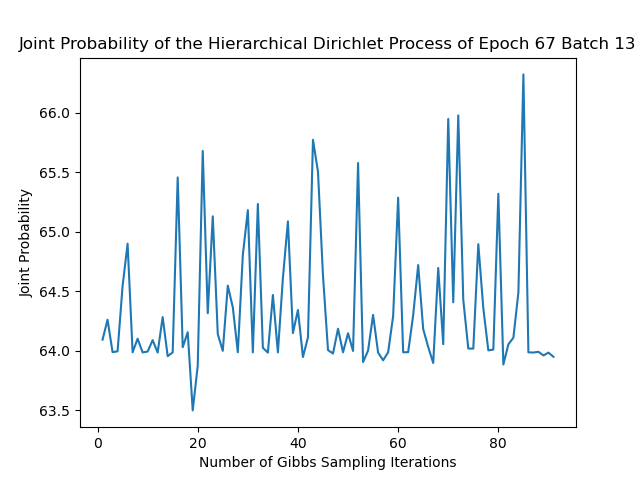 Joint Probability of the Hierarchical Dirichlet Process of Epoch 67 Batch 13
66.0
65.5
65.0
64.5
64.0
63.5
Joint Probability
0 20 40 60 80
Number of Gibbs Sampling Iterations